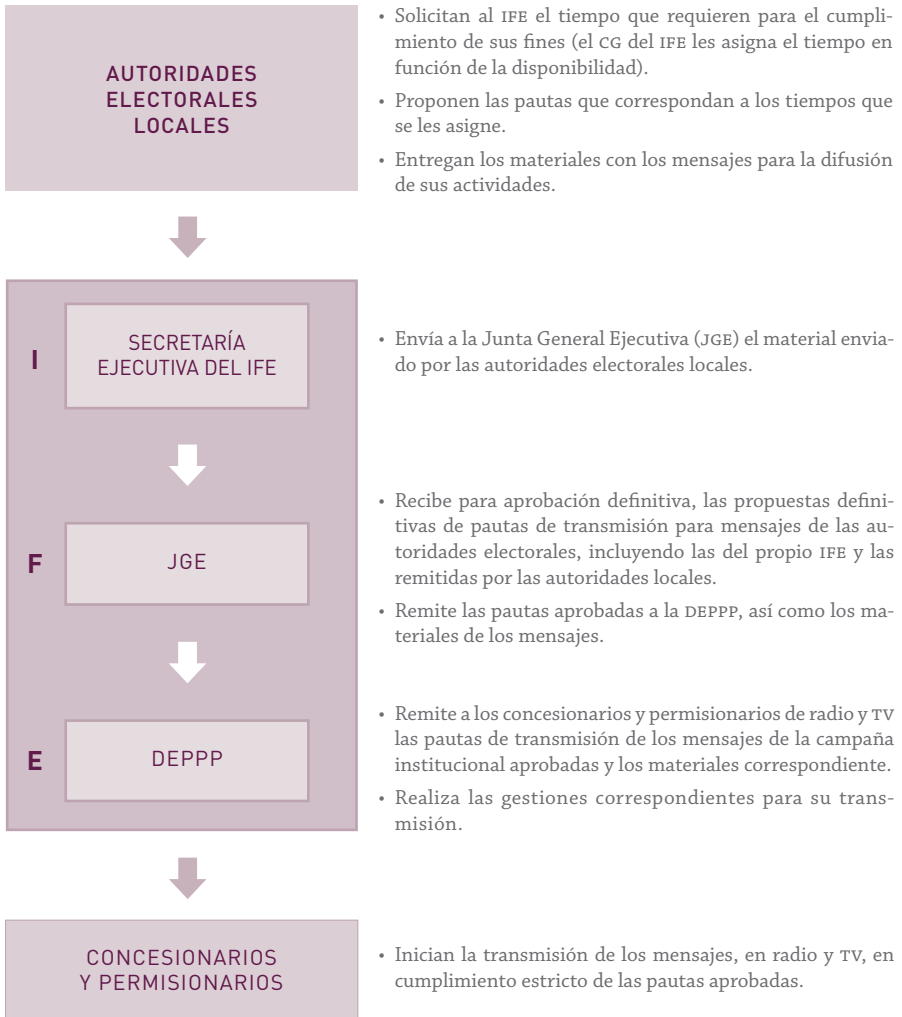 AUTORIDADES
ELECTORALES
LOCALES
• Solicitan al IFE el tiempo que requieren para el cumpli-
miento de sus fines (el CG del IFE les asigna el tiempo en
función de la disponibilidad).
• Proponen las pautas que correspondan a los tiempos que
se les asigne.
• Entregan los materiales con los mensajes para la difusión
de sus actividades.
I
SECRETARÍA
EJECUTIVA DEL IFE
• Envía a la Junta General Ejecutiva (JGE) el material envia-
do por las autoridades electorales locales.
F
JGE
• Recibe para aprobación definitiva, las propuestas defini-
tivas de pautas de transmisión para mensajes de las au-
toridades electorales, incluyendo las del propio IFE y las
remitidas por las autoridades locales.
• Remite las pautas aprobadas a la DEPPP, así como los ma-
teriales de los mensajes.
E
DEPPP
• Remite a los concesionarios y permisionarios de radio y TV
las pautas de transmisión de los mensajes de la campaña
institucional aprobadas y los materiales correspondiente.
• Realiza las gestiones correspondientes para su trans-
misión.
CONCESIONARIOS
Y PERMISIONARIOS
• Inician la transmisión de los mensajes, en radio y TV, en
cumplimiento estricto de las pautas aprobadas.